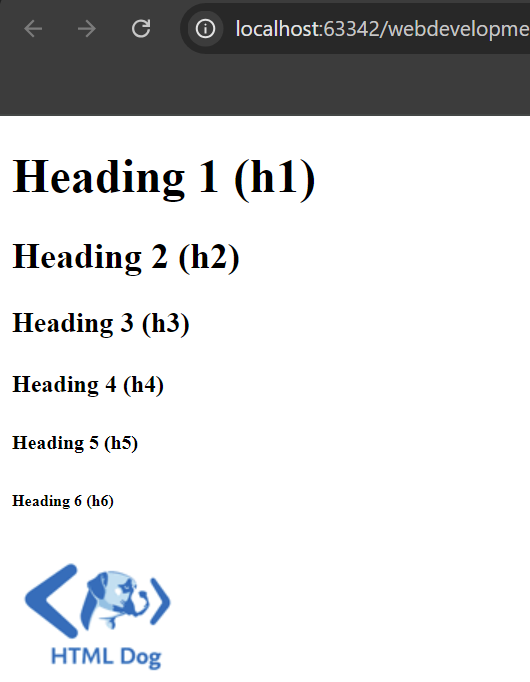 localhost:63342/webdevelopme
Heading 1 (h1)
Heading 2 (h2)
Heading 3 (h3)
Heading 4 (h4)
Heading 5 (h5)
Heading 6 (h6)
HTML Dog